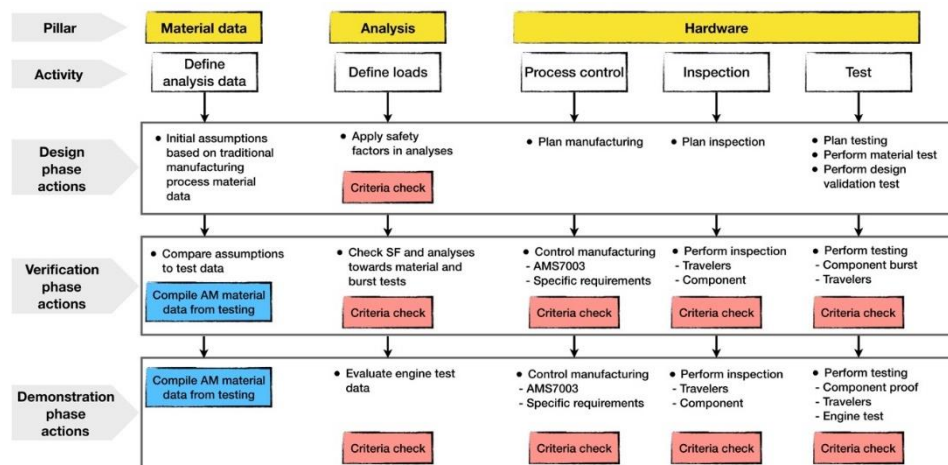 Pillar
Material data
Analysis
Hardware
Activity
Define
analysis data
Define loads
Process control
Inspection
Test
Design
phase
actions
• Initial assumptions
based on traditional
manufacturing
process material
data
• Apply safety
factors in analyses
Criteria check
• Plan manufacturing
• Plan inspection
• Plan testing
• Perform material test
• Perform design
validation test
Verification
phase
actions
• Compare assumptions
to test data
Compile AM material
data from testing
• Check SF and analyses
towards material and
burst tests
Criteria check
• Control manufacturing
- AMS7003
- Specific requirements
Criteria check
• Perform inspection
- Travelers
- Component
Criteria check
• Perform testing
- Component burst
- Travelers
Criteria check
Demonstration
phase
actions
Compile AM material
data from testing
• Evaluate engine test
data
Criteria check
• Control manufacturing
- AMS7003
- Specific requirements
Criteria check
• Perform inspection
- Travelers
- Component
Criteria check
• Perform testing
- Component proof
- Travelers
- Engine test
Criteria check